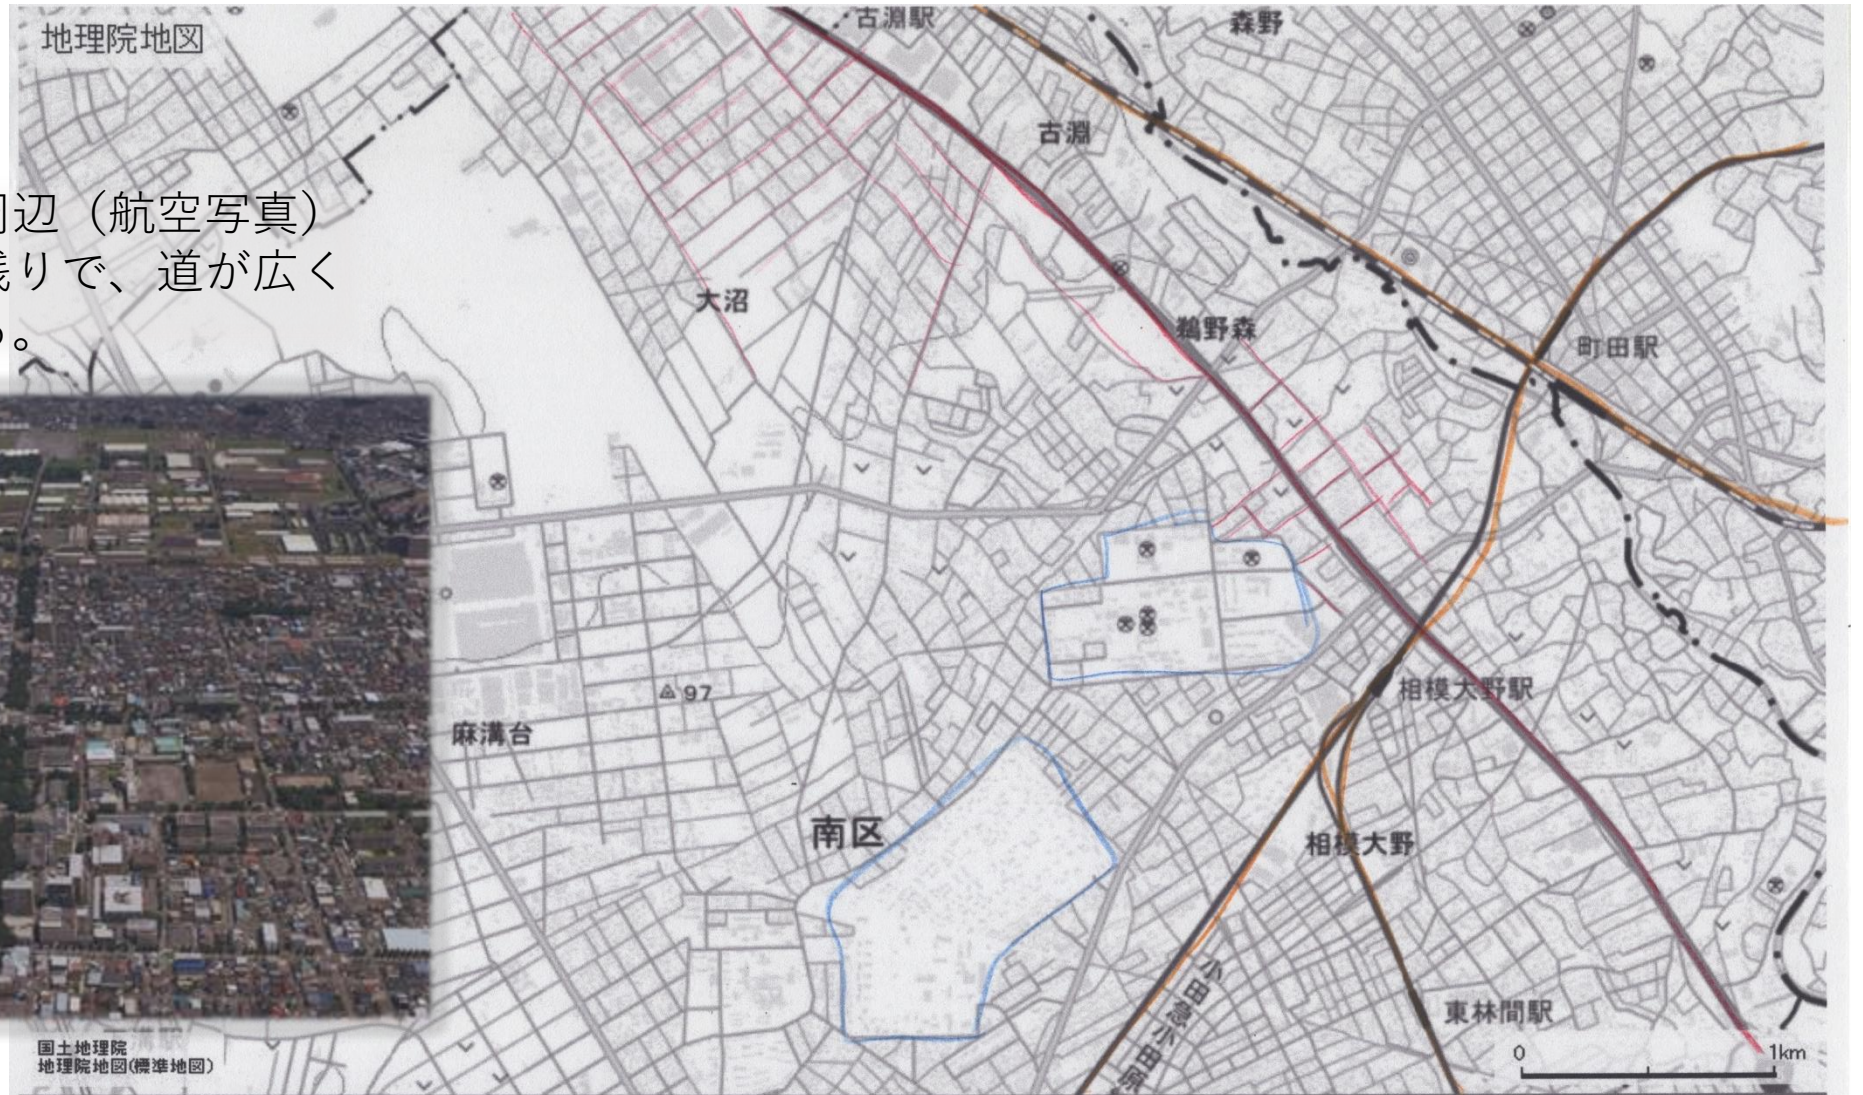 地理院地図
古淵駅
森野
周辺（航空写真）
残りで、道が広く
る。
古淵
大沼
鵜野森
町田駅
97
麻溝台
相模大野駅
南区
相模大野
小田急小田原
東林間駅
国土地理院
地理院地図(標準地図)
0
1km